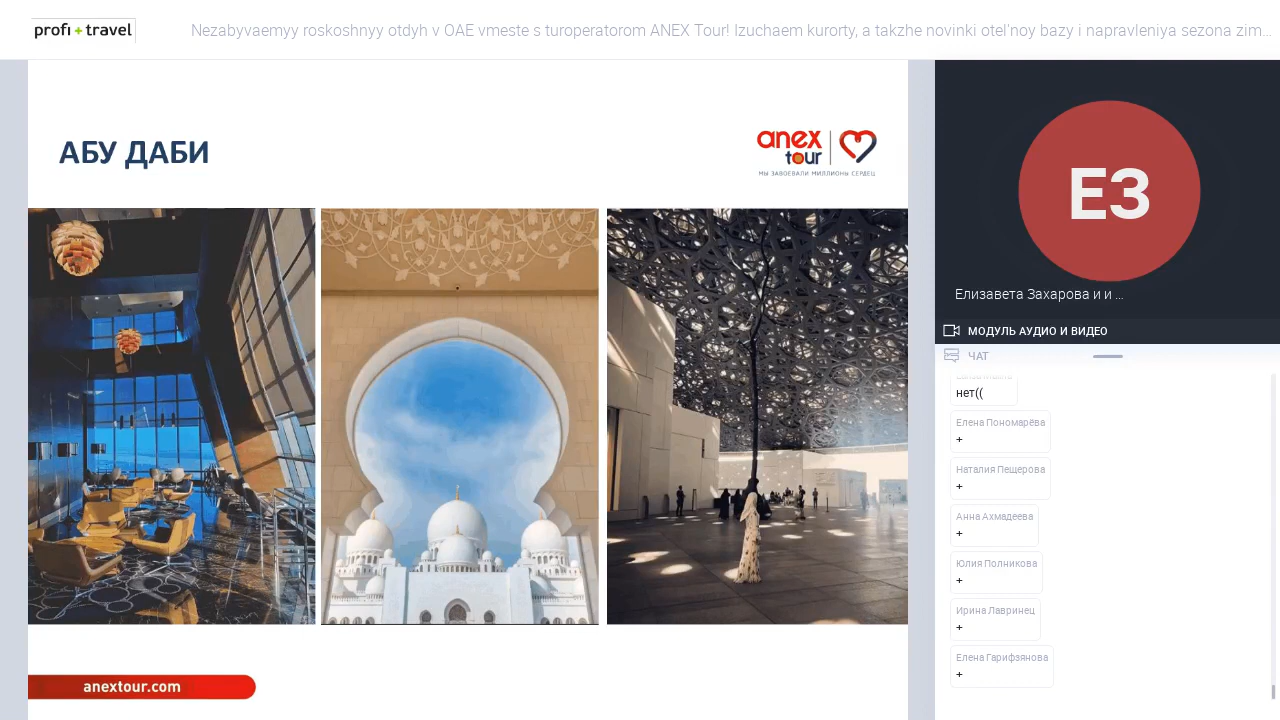 profi + travel
Nezabyvaemyy roskoshnyy otdyh v OAE vmeste s turoperatorom ANEX Tour! Izuchaem kurorty, a takzhe novinki otel'noy bazy i napravleniya sezona zim...
АБУ ДАБИ
anex
tour
МЫ ЗАВОЕВАЛИ МИЛЛИОНЫ СЕРДЕЦ
anextour.com
ЕЗ
Елизавета Захарова и и ...
МОДУЛЬ АУДИО И ВИДЕО
ЧАТ
нет((
Елена Пономарёва
+
Наталия Пещерова
+
Анна Ахмадеева
+
Юлия Полникова
+
Ирина Лавринец
+
Елена Гарифзянова
+